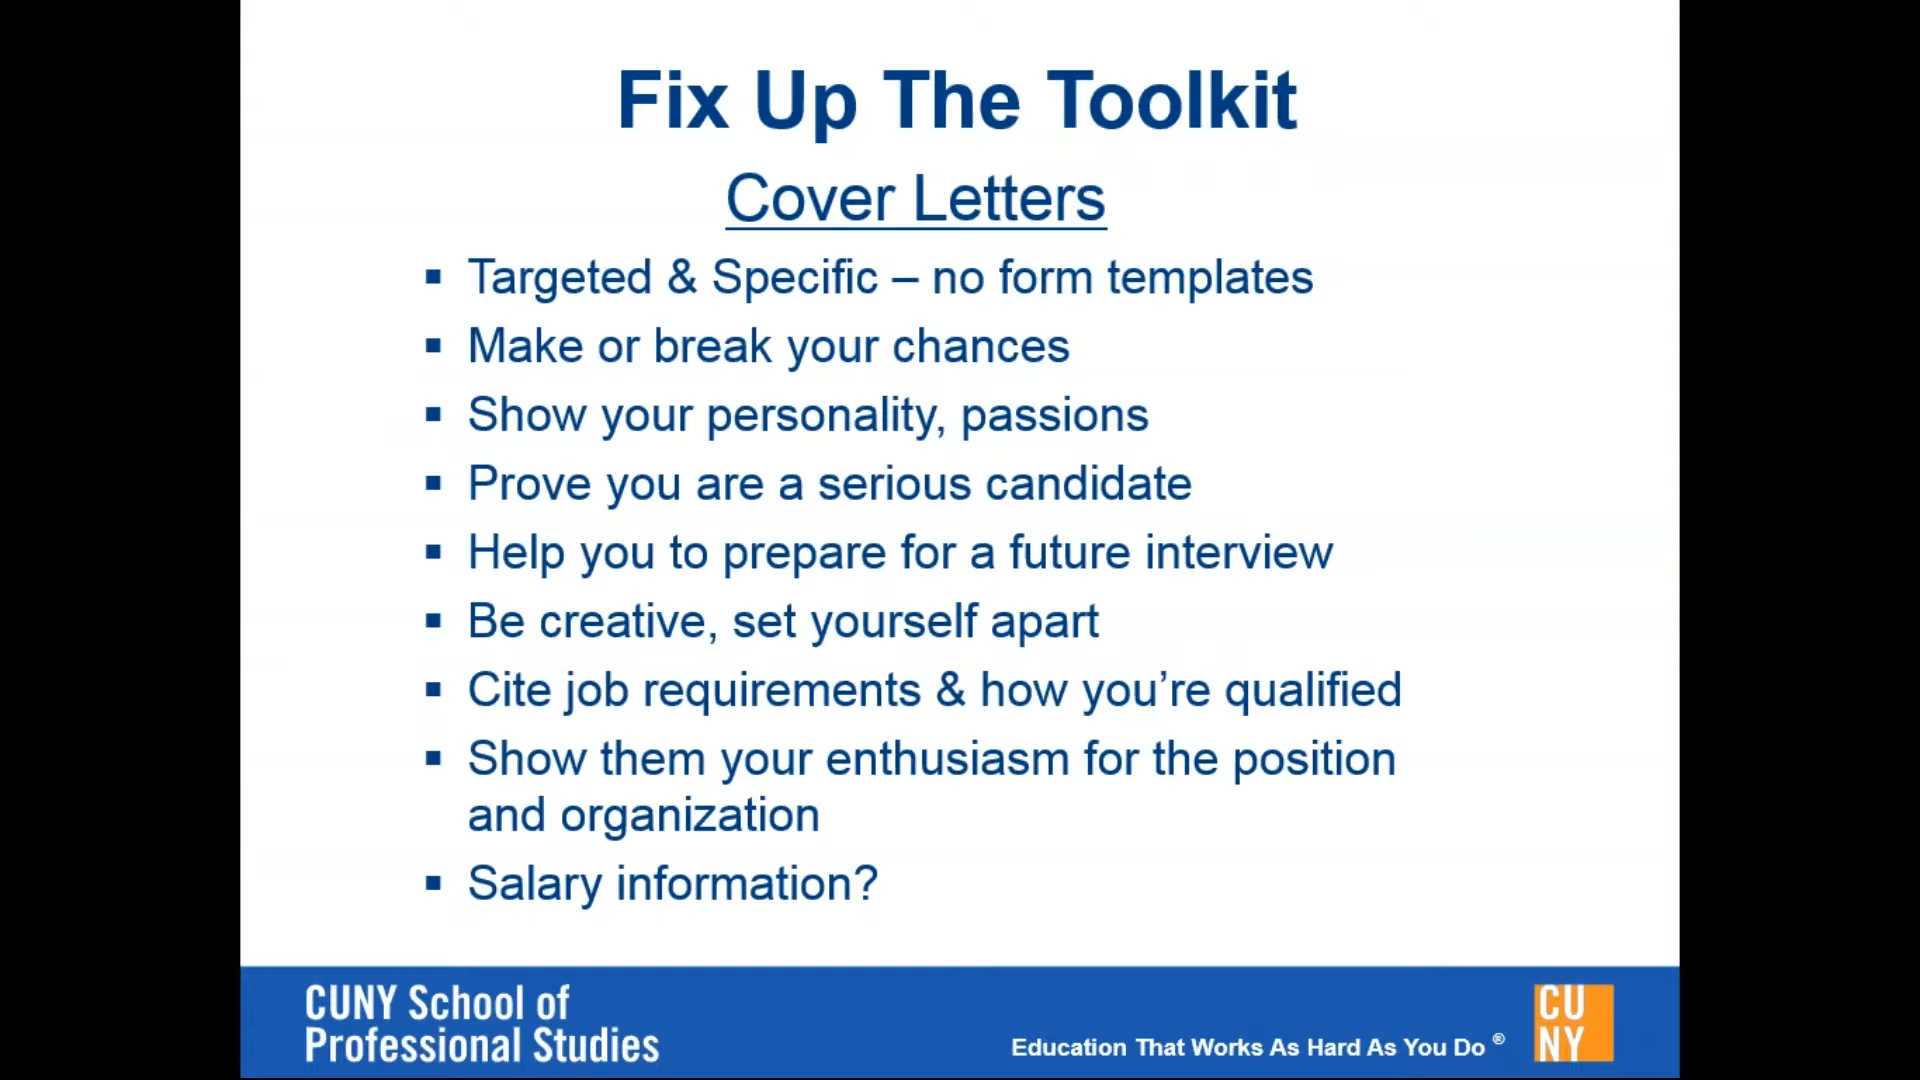 Fix Up The Toolkit
Cover Letters
▪ Targeted & Specific – no form templates
▪ Make or break your chances
▪ Show your personality, passions
▪ Prove you are a serious candidate
▪ Help you to prepare for a future interview
▪ Be creative, set yourself apart
▪ Cite job requirements & how you’re qualified
▪ Show them your enthusiasm for the position
and organization
▪ Salary information?
CUNY School of
Professional Studies
Education That Works As Hard As You Do ®
CU
NY